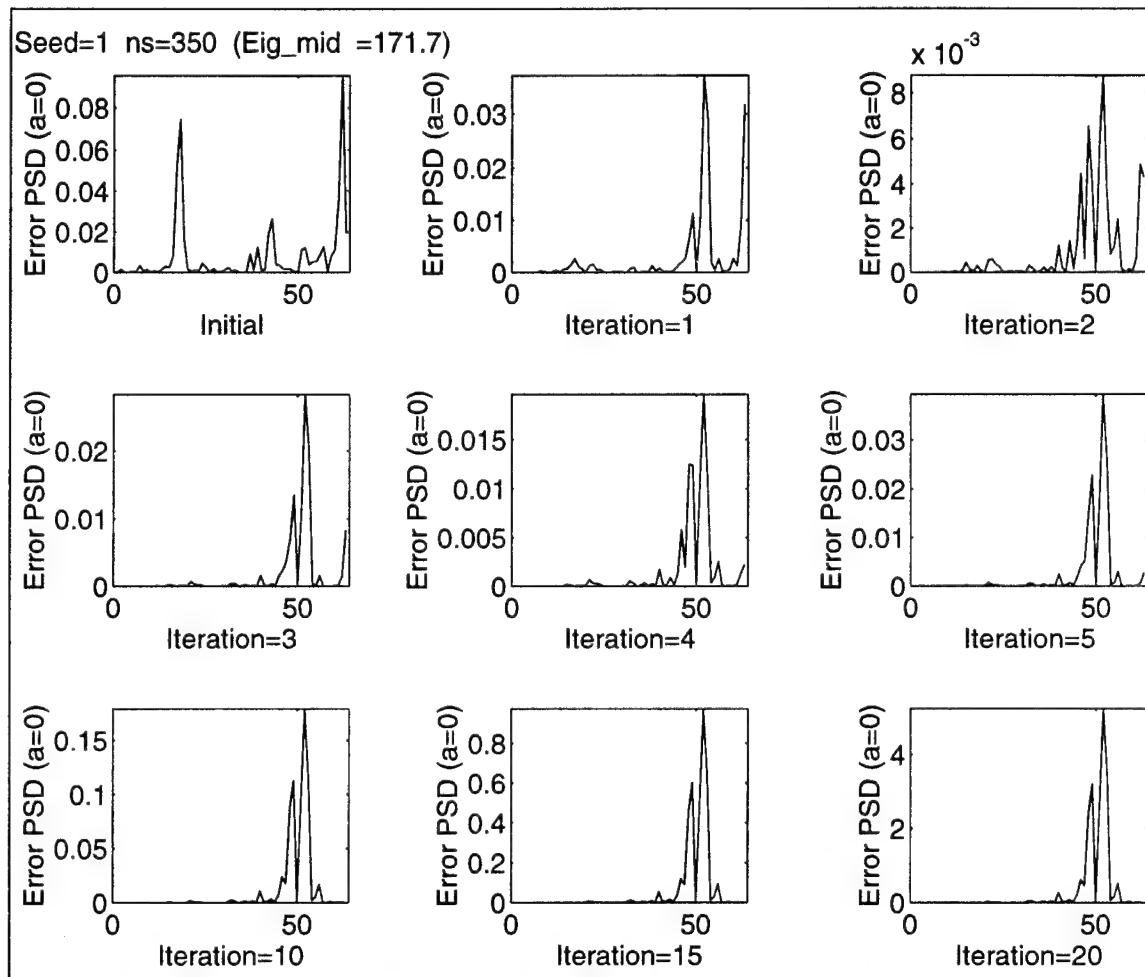 Seed=1 ns=350 (Eig_mid =171.7)
x 10^-3
Error PSD (a=0)
0.08
0.06
0.04
0.02
0
0
50
Initial
Error PSD (a=0)
0.03
0.02
0.01
0
0
50
Iteration=1
Error PSD (a=0)
8
6
4
2
0
0
50
Iteration=2
Error PSD (a=0)
0.02
0.01
0
0
50
Iteration=3
Error PSD (a=0)
0.015
0.01
0.005
0
0
50
Iteration=4
Error PSD (a=0)
0.03
0.02
0.01
0
0
50
Iteration=5
Error PSD (a=0)
0.15
0.1
0.05
0
0
50
Iteration=10
Error PSD (a=0)
0.8
0.6
0.4
0.2
0
0
50
Iteration=15
Error PSD (a=0)
4
2
0
0
50
Iteration=20